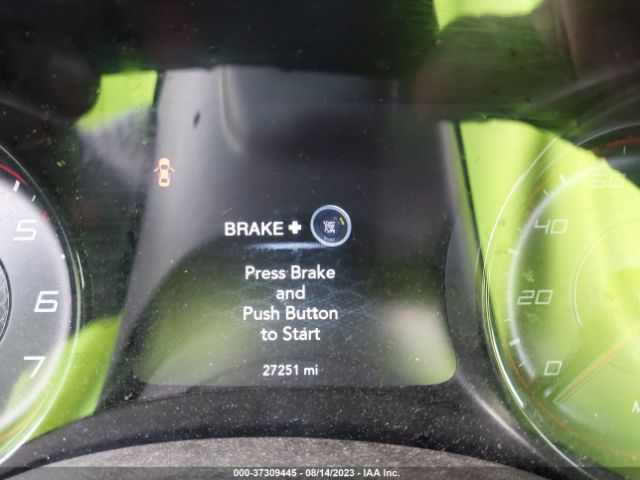 BRAKE +
Press Brake
and
Push Button
to Start
27251 mi
5
6
7
60
40
20
0
000-37309445 - 08/14/2023 - IAA Inc.